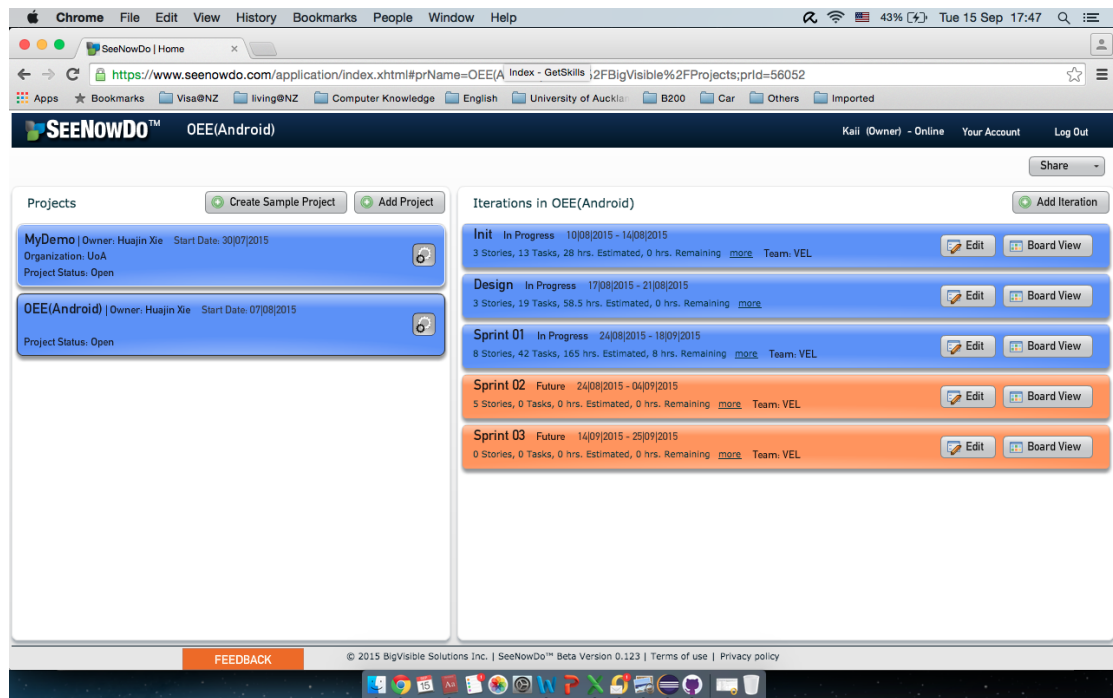 Chrome File Edit View History Bookmarks People Window Help 43% Tue 15 Sep 17:47
SeeNowDo | Home
https://www.seenowdo.com/application/index.xhtml#prName=OEE(A Index - GetSkills %2FBigVisible%2FProjects;prId=56052
Apps Bookmarks Visa@NZ living@NZ Computer Knowledge English University of Auckla B200 Car Others Imported
SEENOWDO™ OEE(Android) Kaii (Owner) - Online Your Account Log Out
Share
Projects Create Sample Project Add Project
MyDemo | Owner: Huajin Xie Start Date: 30|07|2015
Organization: UoA
Project Status: Open
OEE(Android) | Owner: Huajin Xie Start Date: 07|08|2015
Project Status: Open
Iterations in OEE(Android) Add Iteration
Init In Progress 10|08|2015 - 14|08|2015
3 Stories, 13 Tasks, 28 hrs. Estimated, 0 hrs. Remaining more Team: VEL
Edit Board View
Design In Progress 17|08|2015 - 21|08|2015
3 Stories, 19 Tasks, 58.5 hrs. Estimated, 0 hrs. Remaining more
Edit Board View
Sprint 01 In Progress 24|08|2015 - 18|09|2015
8 Stories, 42 Tasks, 165 hrs. Estimated, 8 hrs. Remaining more Team: VEL
Edit Board View
Sprint 02 Future 24|08|2015 - 04|09|2015
5 Stories, 0 Tasks, 0 hrs. Estimated, 0 hrs. Remaining more Team: VEL
Edit Board View
Sprint 03 Future 14|09|2015 - 25|09|2015
0 Stories, 0 Tasks, 0 hrs. Estimated, 0 hrs. Remaining more Team: VEL
Edit Board View
FEEDBACK
© 2015 BigVisible Solutions Inc. | SeeNowDo™ Beta Version 0.123 | Terms of use | Privacy policy